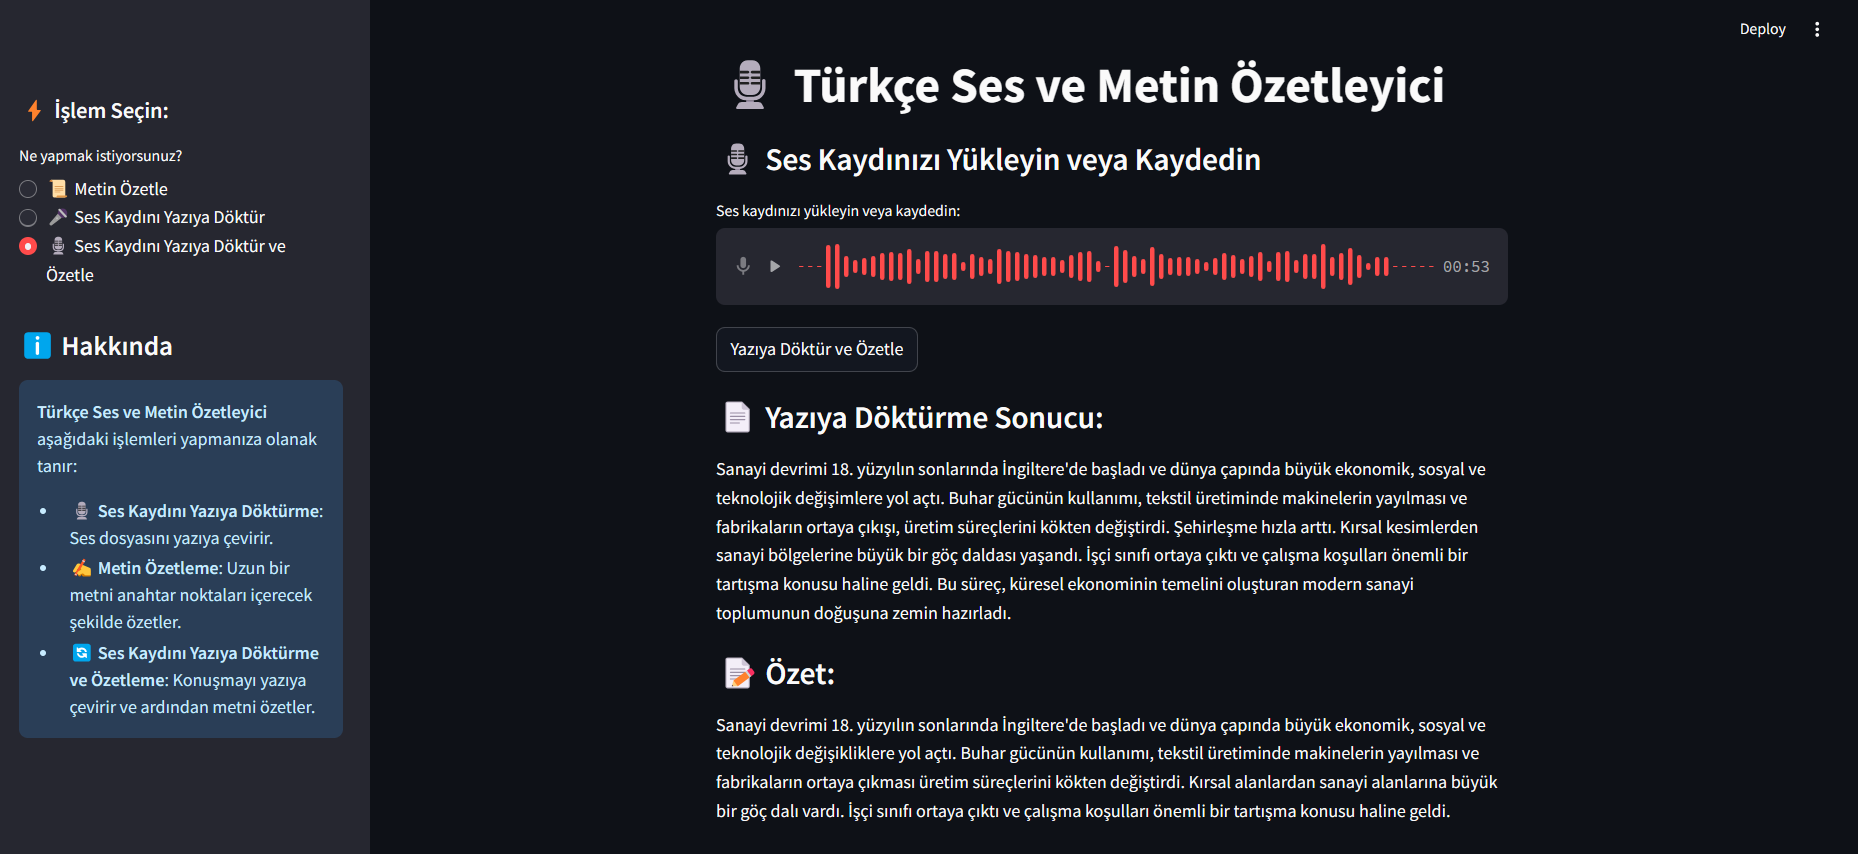 Deploy
İşlem Seçin:
Ne yapmak istiyorsunuz?
Metin Özetle
Ses Kaydını Yazıya Döktür
Ses Kaydını Yazıya Döktür ve
Özetle
Hakkında
Türkçe Ses ve Metin Özetleyici
aşağıdaki işlemleri yapmanıza olanak
tanır:
Ses Kaydını Yazıya Döktürme:
Ses dosyasını yazıya çevirir.
Metin Özetleme: Uzun bir
metni anahtar noktaları içerecek
şekilde özetler.
Ses Kaydını Yazıya Döktürme
ve Özetleme: Konuşmayı yazıya
çevirir ve ardından metni özetler.
Türkçe Ses ve Metin Özetleyici
Ses Kaydınızı Yükleyin veya Kaydedin
Ses kaydınızı yükleyin veya kaydedin:
00:53
Yazıya Döktür ve Özetle
Yazıya Döktürme Sonucu:
Sanayi devrimi 18. yüzyılın sonlarında İngiltere'de başladı ve dünya çapında büyük ekonomik, sosyal ve
teknolojik değişimlere yol açtı. Buhar gücünün kullanımı, tekstil üretiminde makinelerin yayılması ve
fabrikaların ortaya çıkışı, üretim süreçlerini kökten değiştirdi. Şehirleşme hızla arttı. Kırsal kesimlerden
sanayi bölgelerine büyük bir göç daldası yaşandı. İşçi sınıfı ortaya çıktı ve çalışma koşulları önemli bir
tartışma konusu haline geldi. Bu süreç, küresel ekonominin temelini oluşturan modern sanayi
toplumunun doğuşuna zemin hazırladı.
Özet:
Sanayi devrimi 18. yüzyılın sonlarında İngiltere'de başladı ve dünya çapında büyük ekonomik, sosyal ve
teknolojik değişikliklere yol açtı. Buhar gücünün kullanımı, tekstil üretiminde makinelerin yayılması ve
fabrikaların ortaya çıkması üretim süreçlerini kökten değiştirdi. Kırsal alanlardan sanayi alanlarına büyük
bir göç dalı vardı. İşçi sınıfı ortaya çıktı ve çalışma koşulları önemli bir tartışma konusu haline geldi.